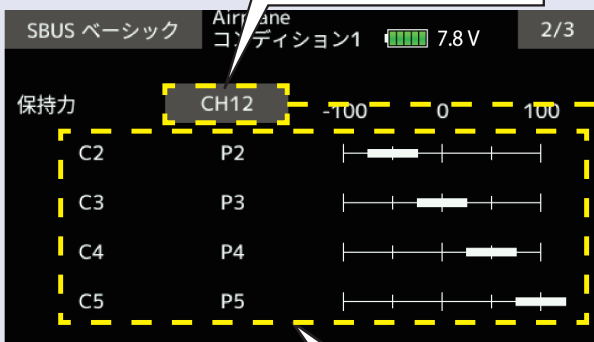 SBUS ベーシック
Airplane
コンディション1
7.8 V
2/3
保持力
CH12
-100
0
100
C2 P2
C3 P3
C4 P4
C5 P5